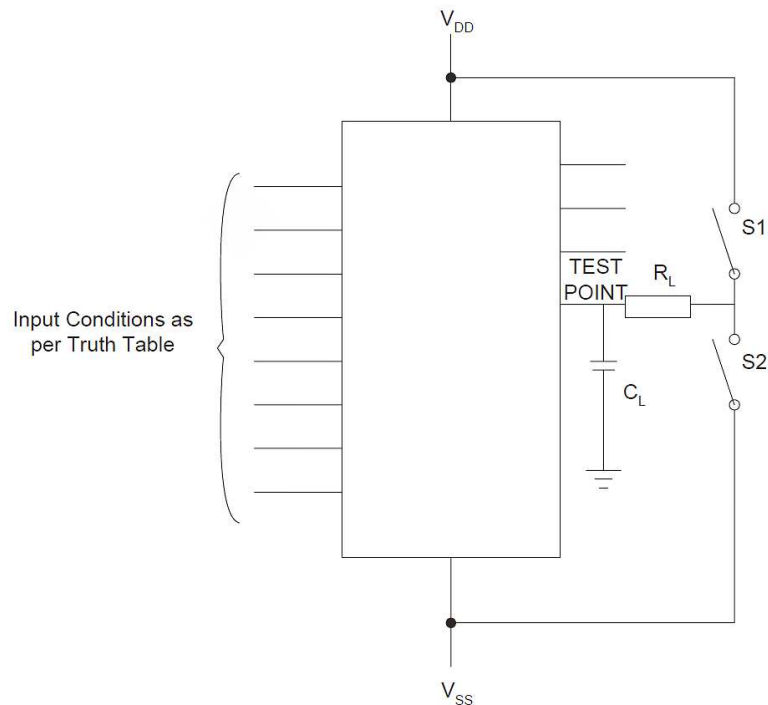 V_DD
S1
TEST
POINT
R_L
Input Conditions as
per Truth Table
S2
C_L
V_SS